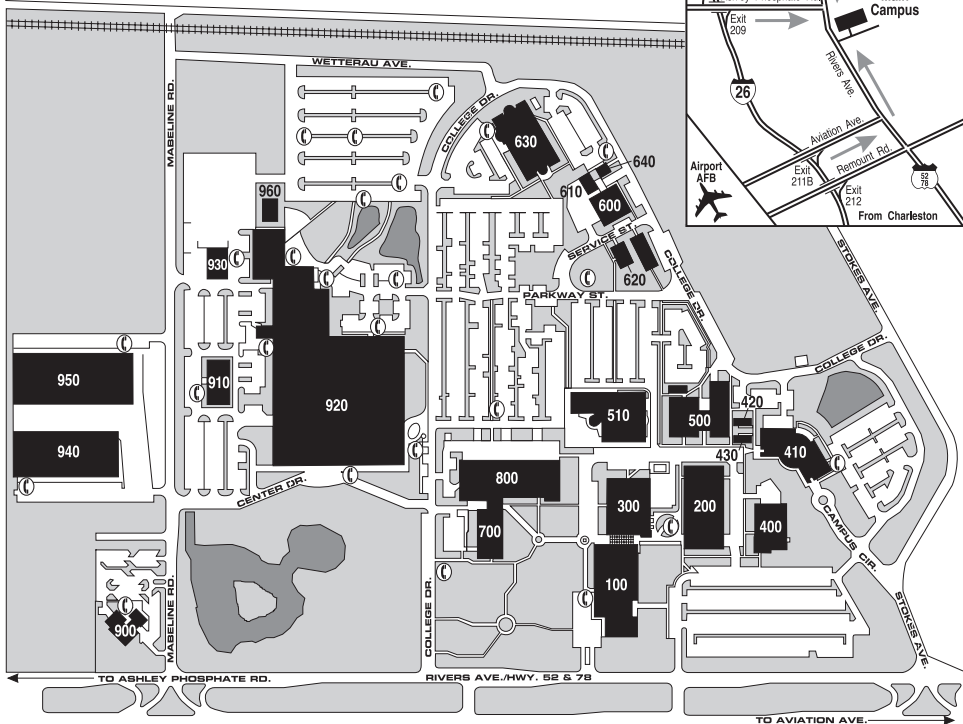 Exit
209
Campus
26
Rivers Ave.
Aviation Ave.
Remount Rd.
Airport
AFB
Exit
211B
Exit
212
52
78
From Charleston
WETTERAU AVE.
MABELINE RD.
COLLEGE DR.
630
640
610
600
960
SERVICE ST.
620
COLLEGE DR.
STOKES AVE.
930
PARKWAY ST.
COLLEGE DR.
950
910
920
510
500
420
430
410
940
CENTER DR.
800
300
200
400
700
CAMPUS CIR.
100
MABELINE RD.
COLLEGE DR.
900
STOKES AVE.
TO ASHLEY PHOSPHATE RD.
RIVERS AVE./HWY. 52 & 78
TO AVIATION AVE.